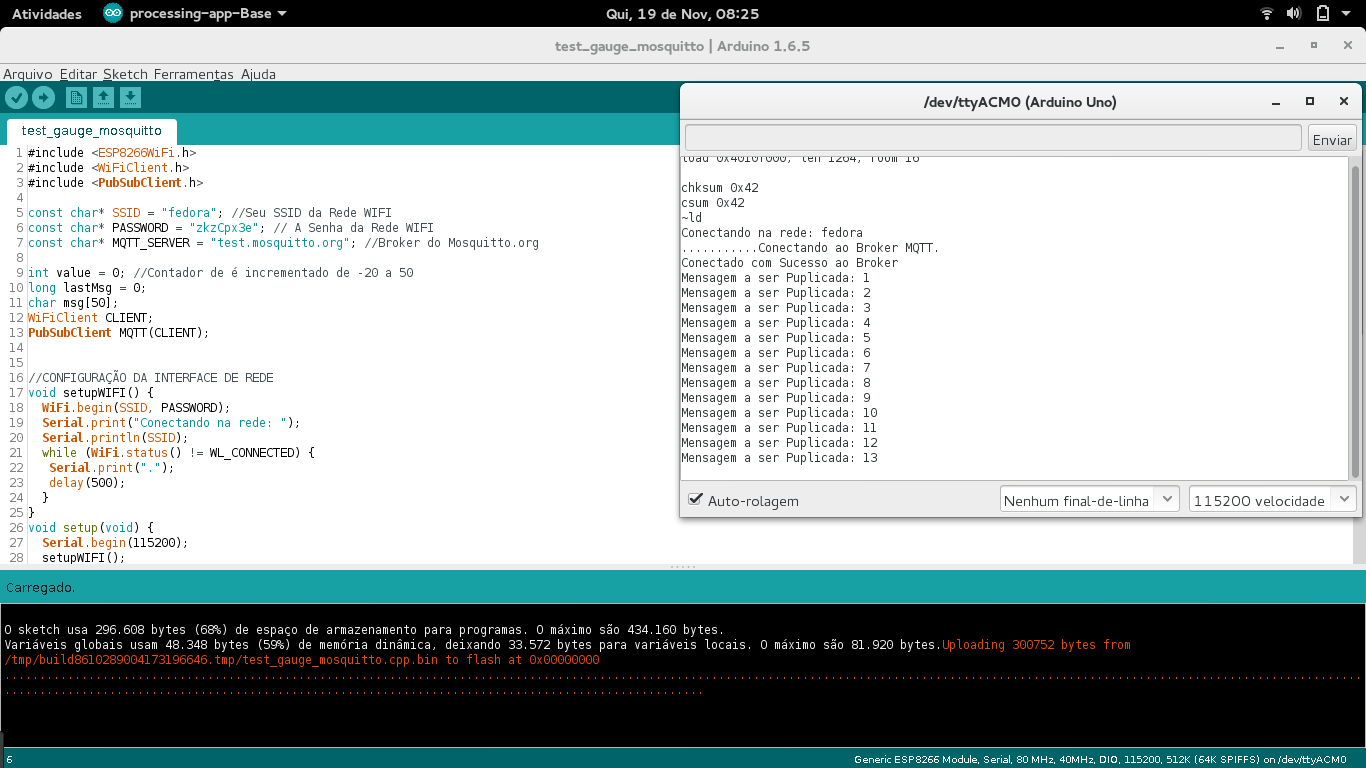 Atividades processing-app-Base Qui, 19 de Nov, 08:25
test_gauge_mosquitto | Arduino 1.6.5
Arquivo Editar Sketch Ferramentas Ajuda
test_gauge_mosquitto
1 #include <ESP8266WiFi.h>
2 #include <WiFiClient.h>
3 #include <PubSubClient.h>
4
5 const char* SSID = "fedora"; //Seu SSID da Rede WIFI
6 const char* PASSWORD = "zkzCpx3e"; // A Senha da Rede WIFI
7 const char* MQTT_SERVER = "test.mosquitto.org"; //Broker do Mosquitto.org
8
9 int value = 0; //Contador de é incrementado de -20 a 50
10 long lastMsg = 0;
11 char msg[50];
12 WiFiClient CLIENT;
13 PubSubClient MQTT(CLIENT);
14
15
16 //CONFIGURAÇÃO DA INTERFACE DE REDE
17 void setupWIFI() {
18 WiFi.begin(SSID, PASSWORD);
19 Serial.print("Conectando na rede: ");
20 Serial.println(SSID);
21 while (WiFi.status() != WL_CONNECTED) {
22 Serial.print(".");
23 delay(500);
24 }
25 }
26 void setup(void) {
27 Serial.begin(115200);
28 setupWIFI();
/dev/ttyACM0 (Arduino Uno)
Enviar
load 0x4010f000, len 1264, room 16
chksum 0x42
csum 0x42
~ld
Conectando na rede: fedora
...........Conectando ao Broker MQTT.
Conectado com Sucesso ao Broker
Mensagem a ser Puplicada: 1
Mensagem a ser Puplicada: 2
Mensagem a ser Puplicada: 3
Mensagem a ser Puplicada: 4
Mensagem a ser Puplicada: 5
Mensagem a ser Puplicada: 6
Mensagem a ser Puplicada: 7
Mensagem a ser Puplicada: 8
Mensagem a ser Puplicada: 9
Mensagem a ser Puplicada: 10
Mensagem a ser Puplicada: 11
Mensagem a ser Puplicada: 12
Mensagem a ser Puplicada: 13
Auto-rolagem Nenhum final-de-linha 115200 velocidade
Carregado.
O sketch usa 296.608 bytes (68%) de espaço de armazenamento para programas. O máximo são 434.160 bytes.
Variáveis globais usam 48.348 bytes (59%) de memória dinâmica, deixando 33.572 bytes para variáveis locais. O máximo são 81.920 bytes.Uploading 300752 bytes from
/tmp/build8610289004173196646.tmp/test_gauge_mosquitto.cpp.bin to flash at 0x00000000
6 Generic ESP8266 Module, Serial, 80 MHz, 40MHz, DIO, 115200, 512K (64K SPIFFS) on /dev/ttyACM0